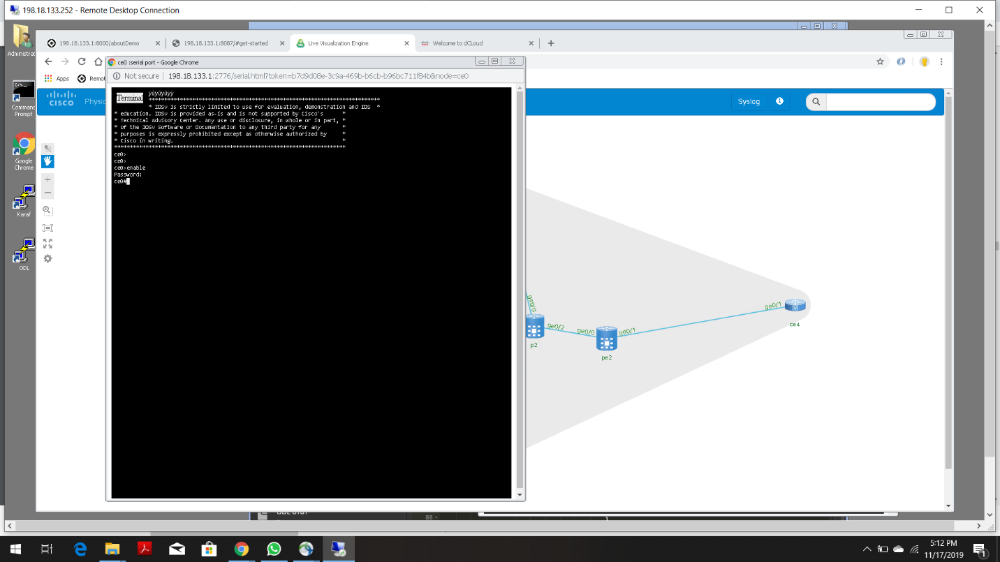 198.18.133.252 - Remote Desktop Connection
198.18.133.1:8000/aboutDemo
198.18.133.1:8087/#get-started
Live Visualization Engine
Welcome to dCloud
Administrat
Command Prompt
Google Chrome
Karaf
ODL
Apps
Remot
cisco
Physic
Syslog
ce0 :serial port - Google Chrome
Not secure | 198.18.133.1:2776/serial.html?token=b7d9d08e-3c9a-469b-b6cb-b96bc711f84b&node=ce0
Terminal
ÿûÿûÿûÿý
**********************************************************************
* IOSv is strictly limited to use for evaluation, demonstration and IOS *
* education. IOSv is provided as-is and is not supported by Cisco's *
* Technical Advisory Center. Any use or disclosure, in whole or in part, *
* of the IOSv Software or Documentation to any third party for any *
* purposes is expressly prohibited except as otherwise authorized by *
* Cisco in writing. *
**********************************************************************
ce0>
ce0>
ce0>enable
Password:
ce0#
ge0/0
ge0/2
p2
ge0/0
ge0/1
pe2
ge0/1
ce4
88
5:12 PM
11/17/2019
1